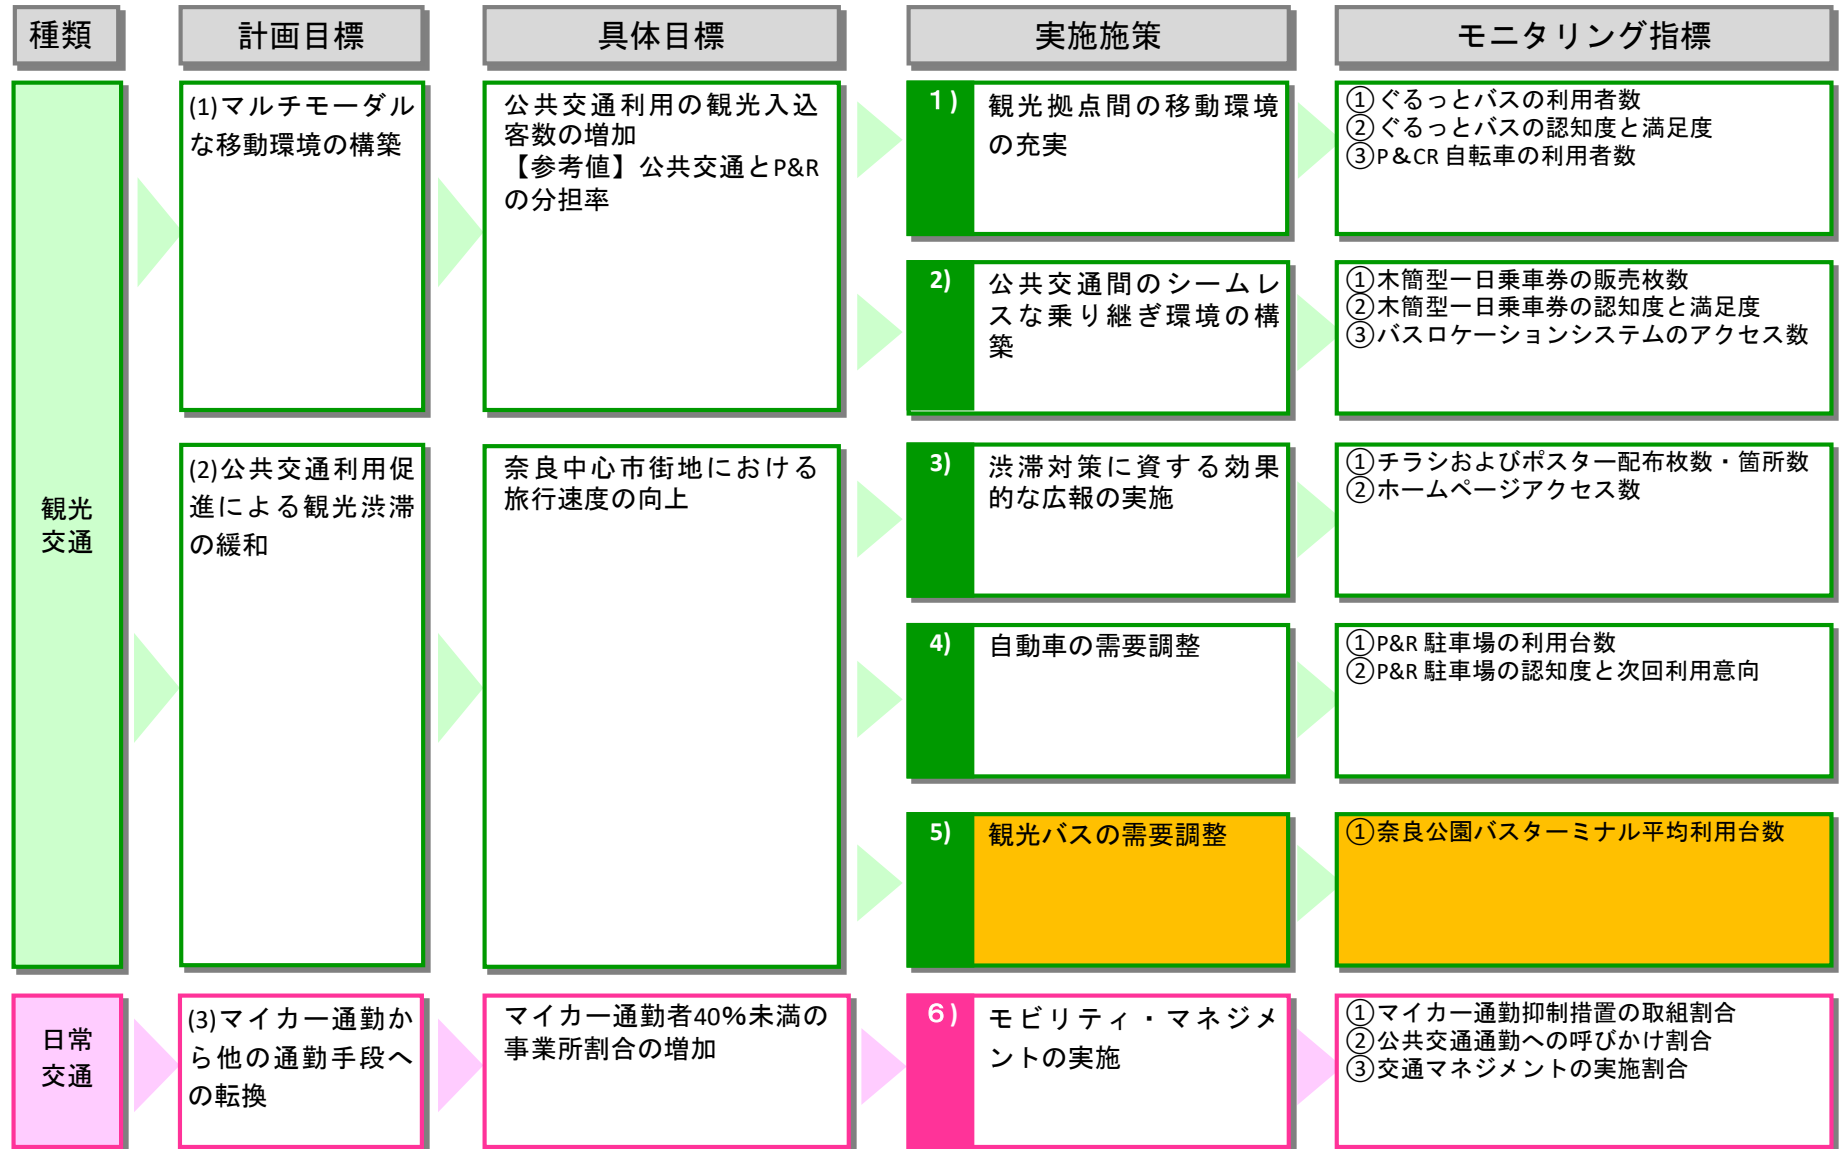 種類
計画目標
具体目標
実施施策
モニタリング指標
観光
交通
(1)マルチモーダル
な移動環境の構築
公共交通利用の観光入込
客数の増加
【参考値】公共交通とP&R
の分担率
1)
観光拠点間の移動環境
の充実
①ぐるっとバスの利用者数
②ぐるっとバスの認知度と満足度
③P&CR 自転車の利用者数
2)
公共交通間のシームレ
スな乗り継ぎ環境の構
築
①木簡型一日乗車券の販売枚数
②木簡型一日乗車券の認知度と満足度
③バスロケーションシステムのアクセス数
(2)公共交通利用促
進による観光渋滞
の緩和
奈良中心市街地における
旅行速度の向上
3)
渋滞対策に資する効果
的な広報の実施
①チラシおよびポスター配布枚数・箇所数
②ホームページアクセス数
4)
自動車の需要調整
①P&R 駐車場の利用台数
②P&R 駐車場の認知度と次回利用意向
5)
観光バスの需要調整
①奈良公園バスターミナル平均利用台数
日常
交通
(3)マイカー通勤か
ら他の通勤手段へ
の転換
マイカー通勤者40%未満の
事業所割合の増加
6)
モビリティ・マネジメ
ントの実施
①マイカー通勤抑制措置の取組割合
②公共交通通勤への呼びかけ割合
③交通マネジメントの実施割合